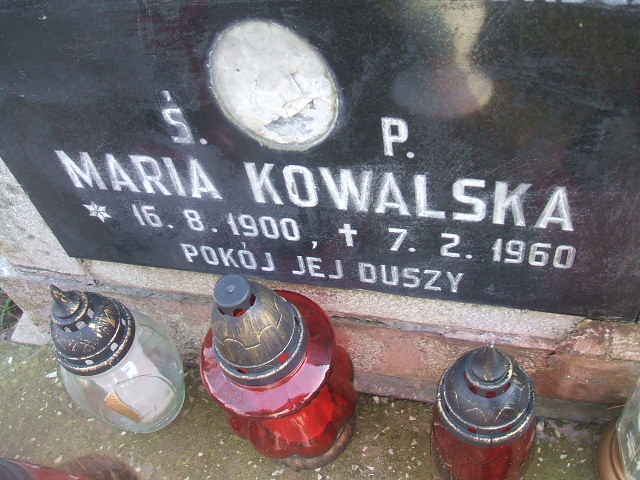 Ś. P.
MARIA KOWALSKA
* 16. 8. 1900, † 7. 2. 1960
POKÓJ JEJ DUSZY